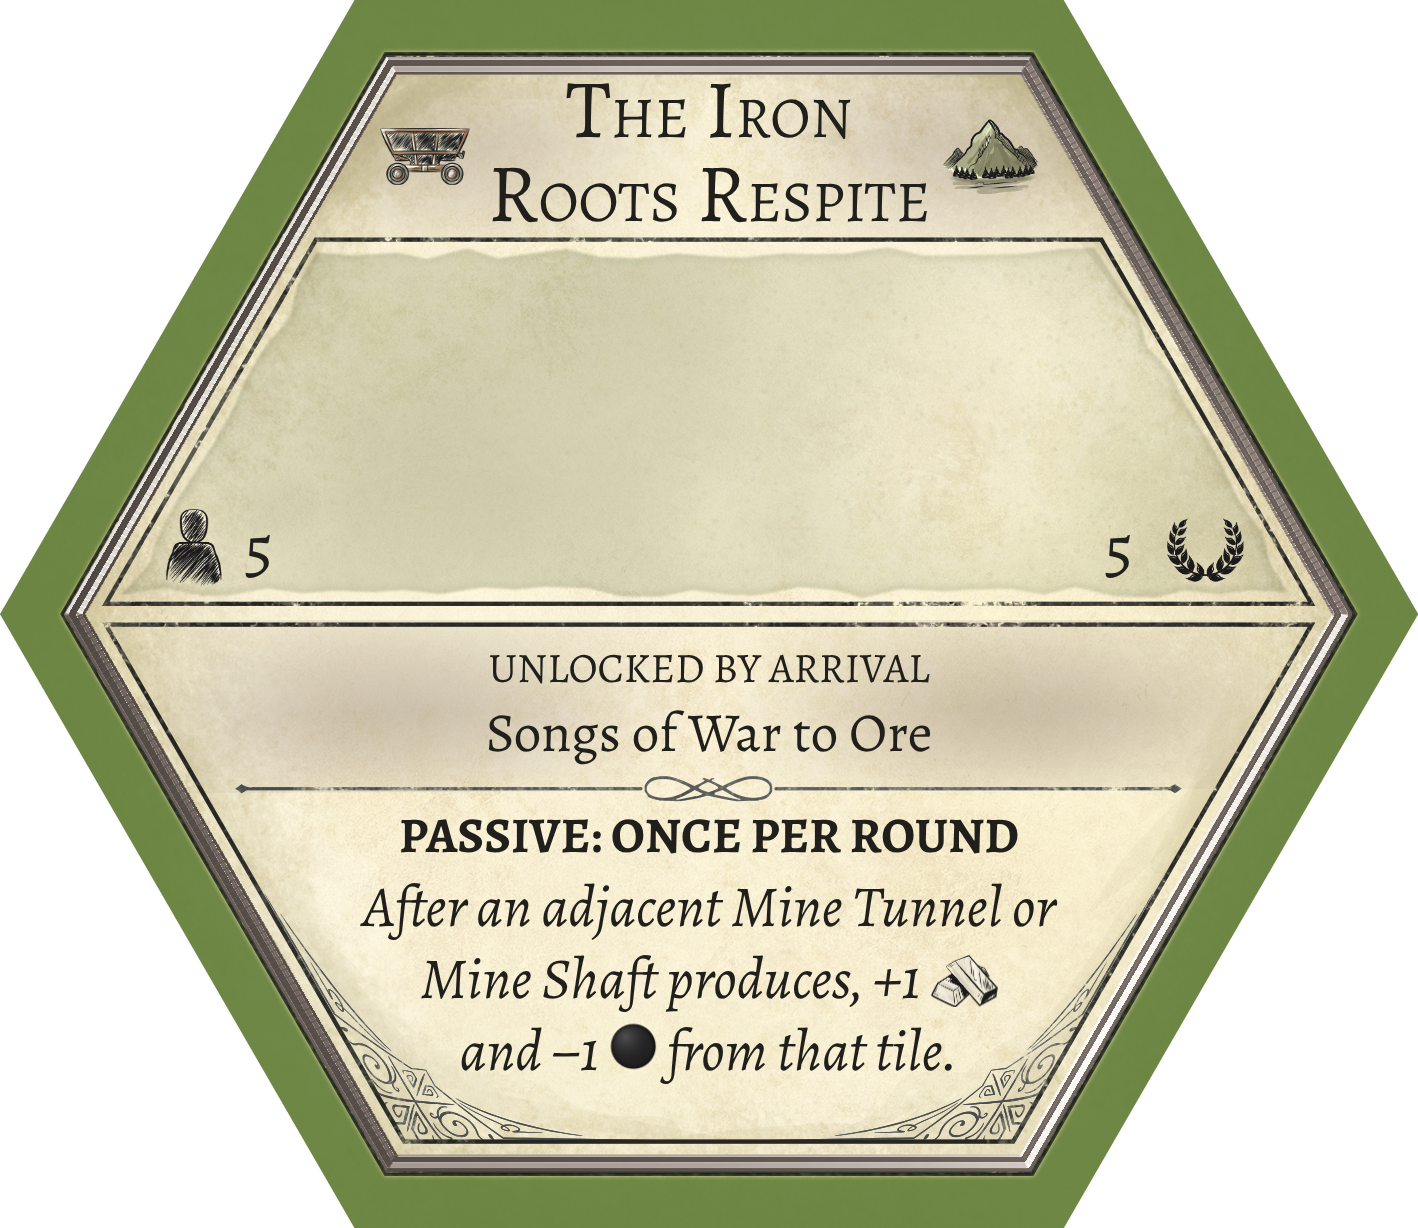 The Iron
Roots Respite
5
5
UNLOCKED BY ARRIVAL
Songs of War to Ore
PASSIVE: ONCE PER ROUND
After an adjacent Mine Tunnel or
Mine Shaft produces, +1
and –1 from that tile.